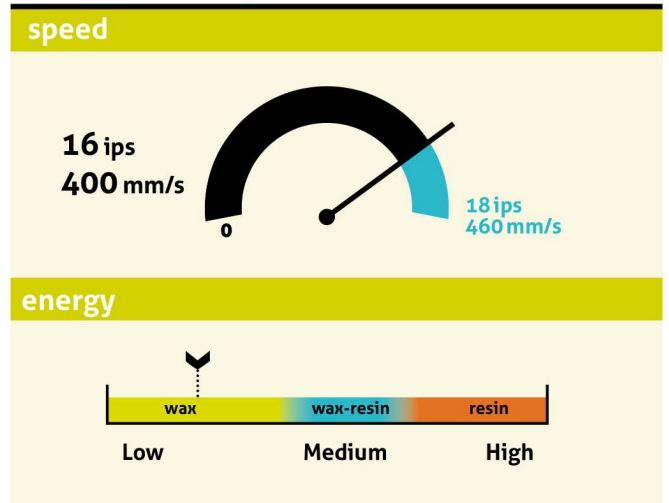 speed
16 ips
400 mm/s
0
18 ips
460 mm/s
energy
wax wax-resin resin
Low Medium High